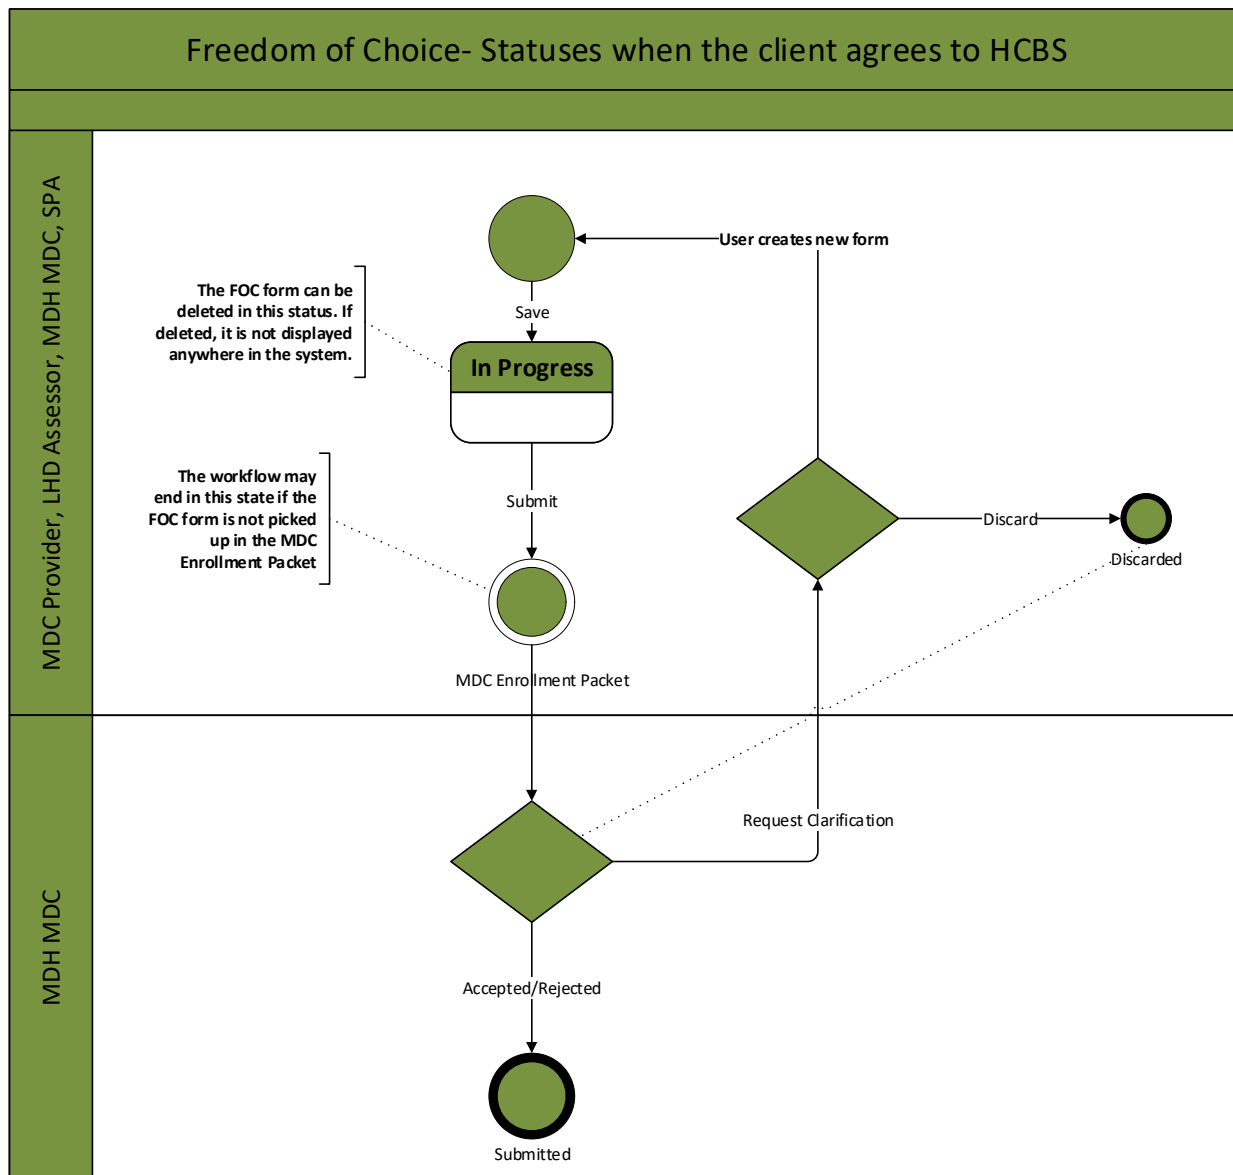 Freedom of Choice- Statuses when the client agrees to HCBS
MDC Provider, LHD Assessor, MDH MDC, SPA
User creates new form
The FOC form can be
deleted in this status. If
deleted, it is not displayed
anywhere in the system.
Save
In Progress
The workflow may
end in this state if the
FOC form is not picked
up in the MDC
Enrollment Packet
Submit
Discard
Discarded
MDC Enrollment Packet
MDH MDC
Request Clarification
Accepted/Rejected
Submitted